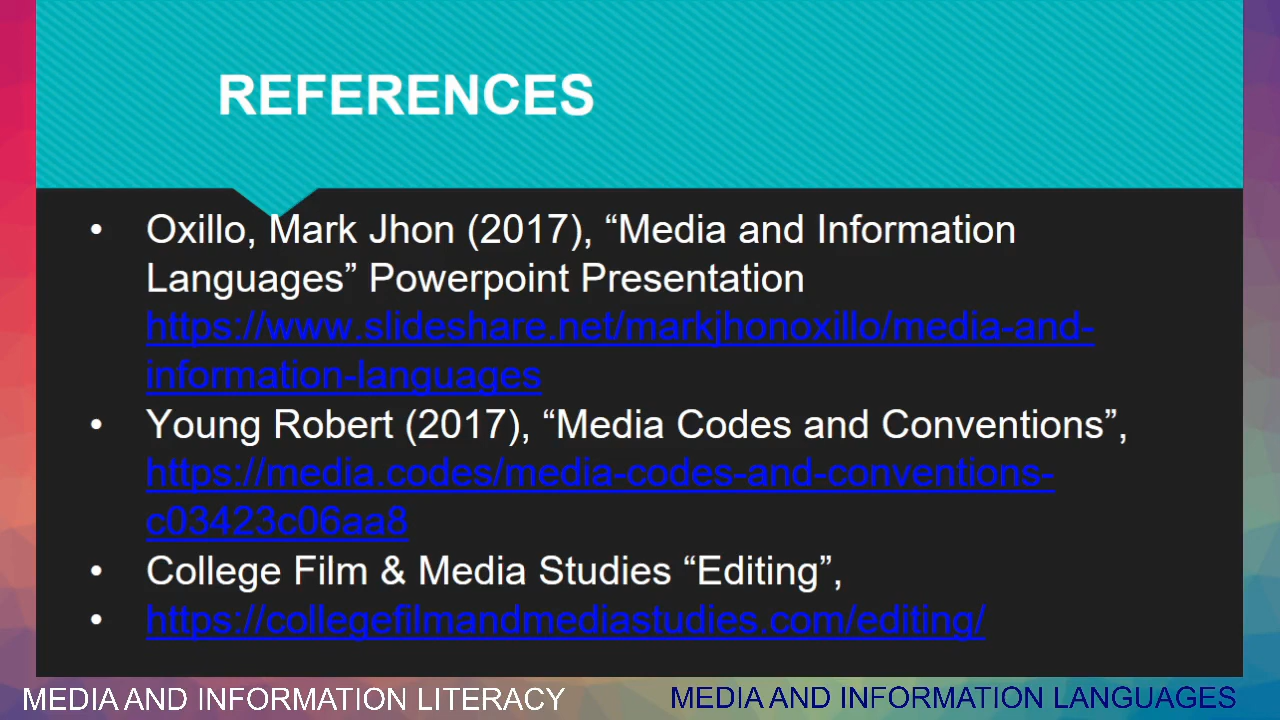 REFERENCES
• Oxillo, Mark Jhon (2017), “Media and Information
Languages” Powerpoint Presentation
https://www.slideshare.net/markjhonoxillo/media-and-
information-languages
• Young Robert (2017), “Media Codes and Conventions”,
https://media.codes/media-codes-and-conventions-
c03423c06aa8
• College Film & Media Studies “Editing”,
• https://collegefilmandmediastudies.com/editing/
MEDIA AND INFORMATION LITERACY
MEDIA AND INFORMATION LANGUAGES